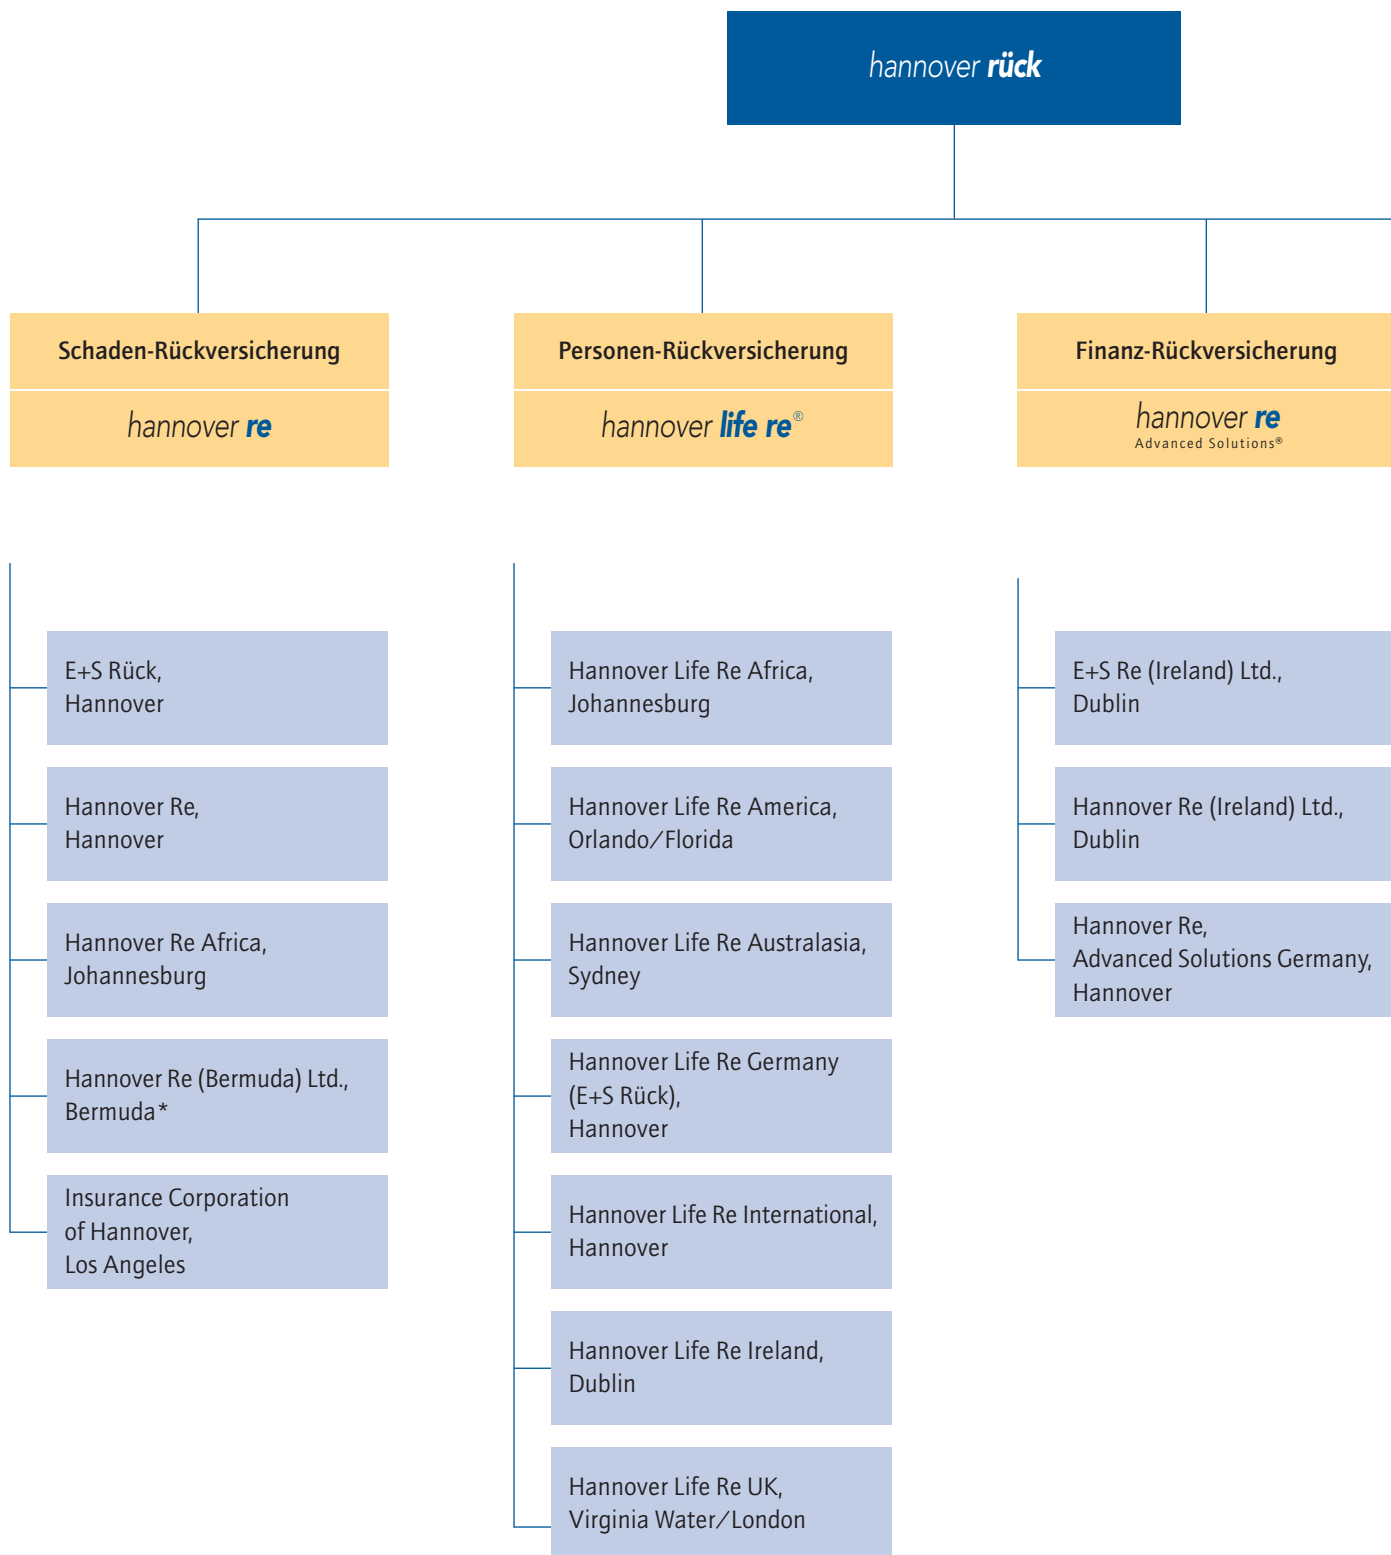 hannover rück
Schaden-Rückversicherung
hannover re
Personen-Rückversicherung
hannover life re®
Finanz-Rückversicherung
hannover re
Advanced Solutions®
E+S Rück,
Hannover
Hannover Re,
Hannover
Hannover Re Africa,
Johannesburg
Hannover Re (Bermuda) Ltd.,
Bermuda*
Insurance Corporation
of Hannover,
Los Angeles
Hannover Life Re Africa,
Johannesburg
Hannover Life Re America,
Orlando/Florida
Hannover Life Re Australasia,
Sydney
Hannover Life Re Germany
(E+S Rück),
Hannover
Hannover Life Re International,
Hannover
Hannover Life Re Ireland,
Dublin
Hannover Life Re UK,
Virginia Water/London
E+S Re (Ireland) Ltd.,
Dublin
Hannover Re (Ireland) Ltd.,
Dublin
Hannover Re,
Advanced Solutions Germany,
Hannover